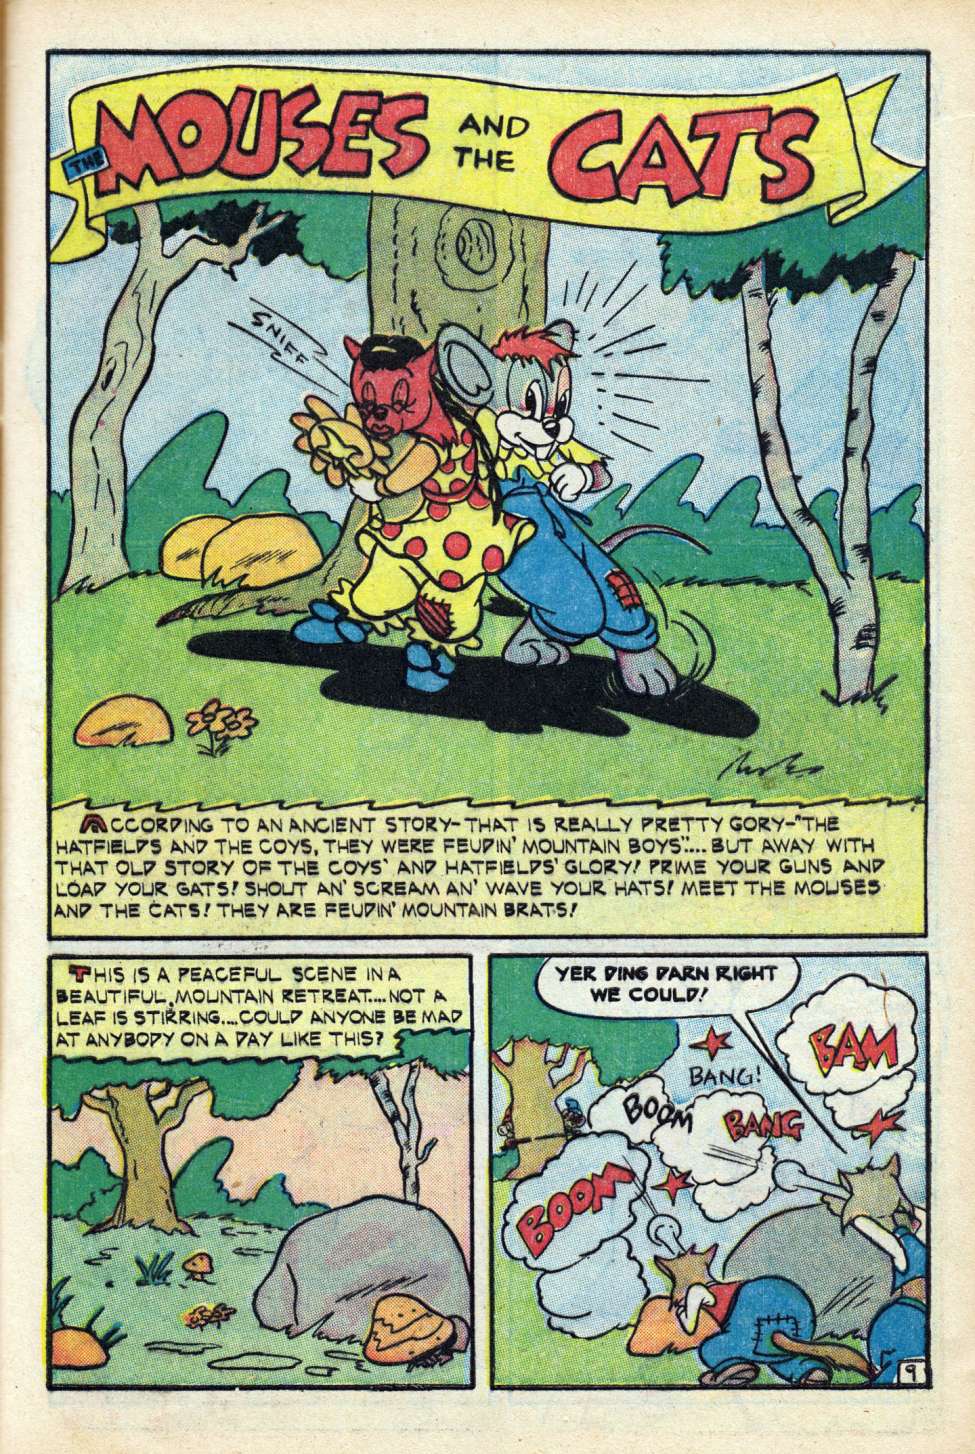 THE MOUSES AND THE CATS
SNIFF
ACCORDING TO AN ANCIENT STORY-THAT IS REALLY PRETTY GORY-"THE
HATFIELDS AND THE COYS, THEY WERE FEUDIN' MOUNTAIN BOYS".... BUT AWAY WITH
THAT OLD STORY OF THE COYS' AND HATFIELDS' GLORY! PRIME YOUR GUNS AND
LOAD YOUR GATS! SHOUT AN' SCREAM AN' WAVE YOUR HATS! MEET THE MOUSES
AND THE CATS! THEY ARE FEUDIN' MOUNTAIN BRATS!
THIS IS A PEACEFUL SCENE IN A
BEAUTIFUL, MOUNTAIN RETREAT.... NOT A
LEAF IS STIRRING.... COULD ANYONE BE MAD
AT ANYBODY ON A DAY LIKE THIS?
YER DING DARN RIGHT
WE COULD!
BAM
BANG!
BOOM
BANG
BOOM
9